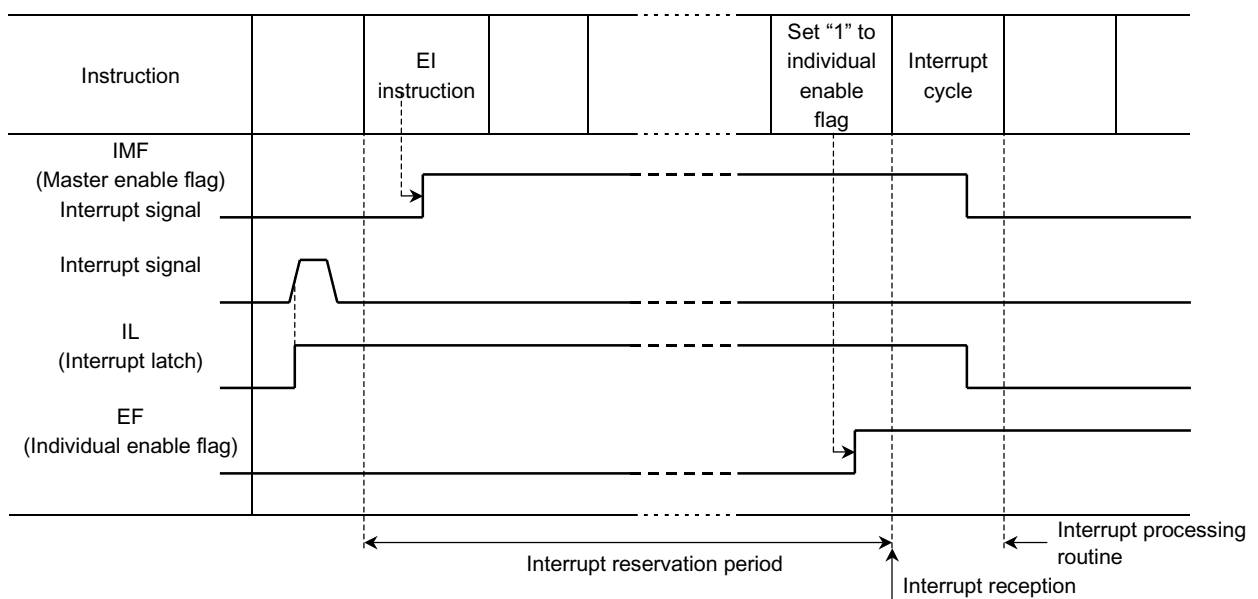 Instruction
EI
instruction
Set “1” to
individual
enable
flag
Interrupt
cycle
IMF
(Master enable flag)
Interrupt signal
Interrupt signal
IL
(Interrupt latch)
EF
(Individual enable flag)
Interrupt reservation period
Interrupt processing
routine
Interrupt reception